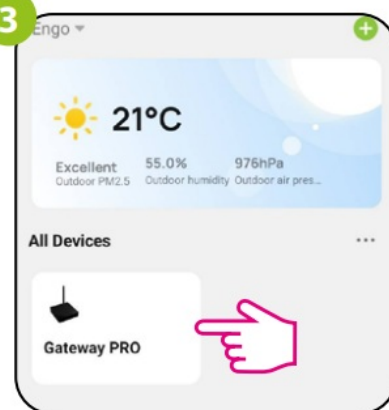 3
Engo
21°C
Excellent 55.0% 976hPa
Outdoor PM2.5 Outdoor humidity Outdoor air pres...
All Devices ...
Gateway PRO